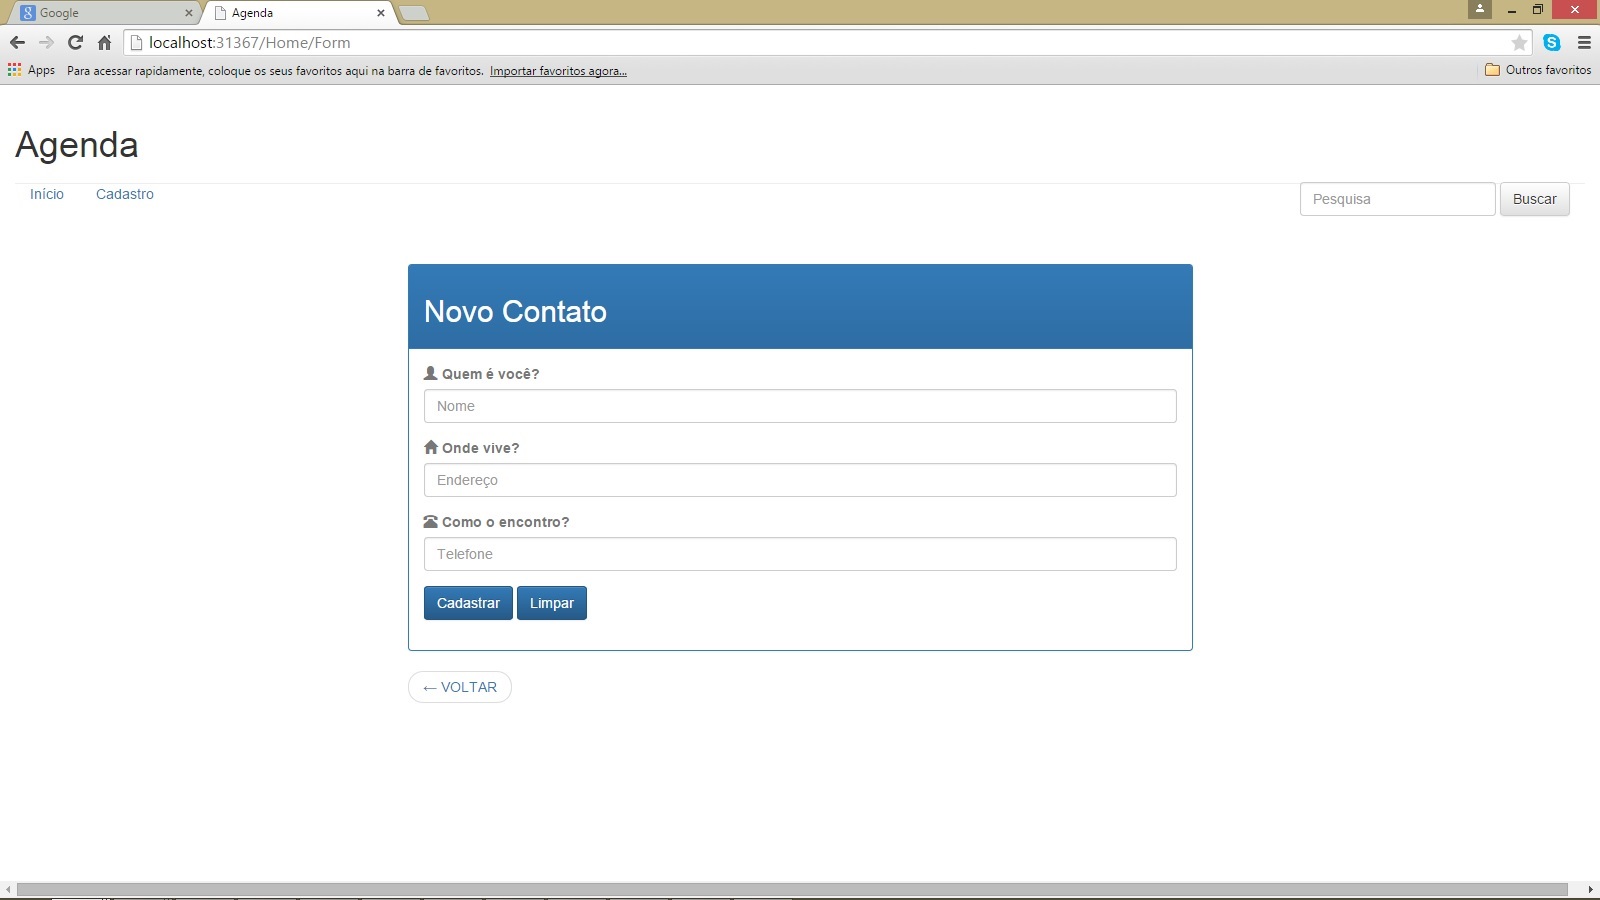 Google
Agenda
localhost:31367/Home/Form
Apps Para acessar rapidamente, coloque os seus favoritos aqui na barra de favoritos. Importar favoritos agora... Outros favoritos
Agenda
Início Cadastro Pesquisa Buscar
Novo Contato
Quem é você?
Nome
Onde vive?
Endereço
Como o encontro?
Telefone
Cadastrar Limpar
← VOLTAR